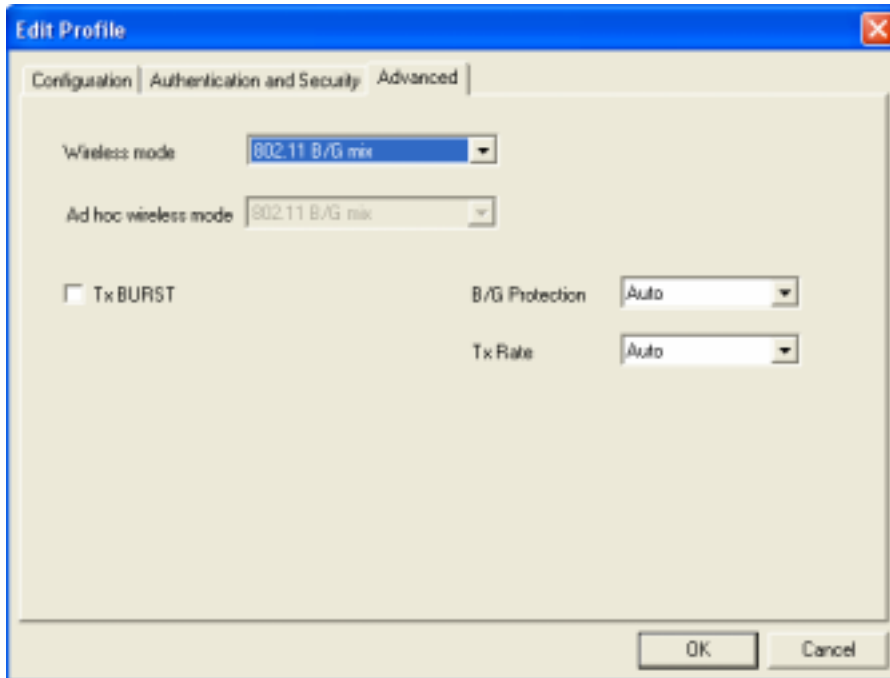 Edit Profile
Configuration Authentication and Security Advanced
Wireless mode 802.11 B/G mix
Ad hoc wireless mode 802.11 B/G mix
Tx BURST B/G Protection Auto
Tx Rate Auto
OK Cancel